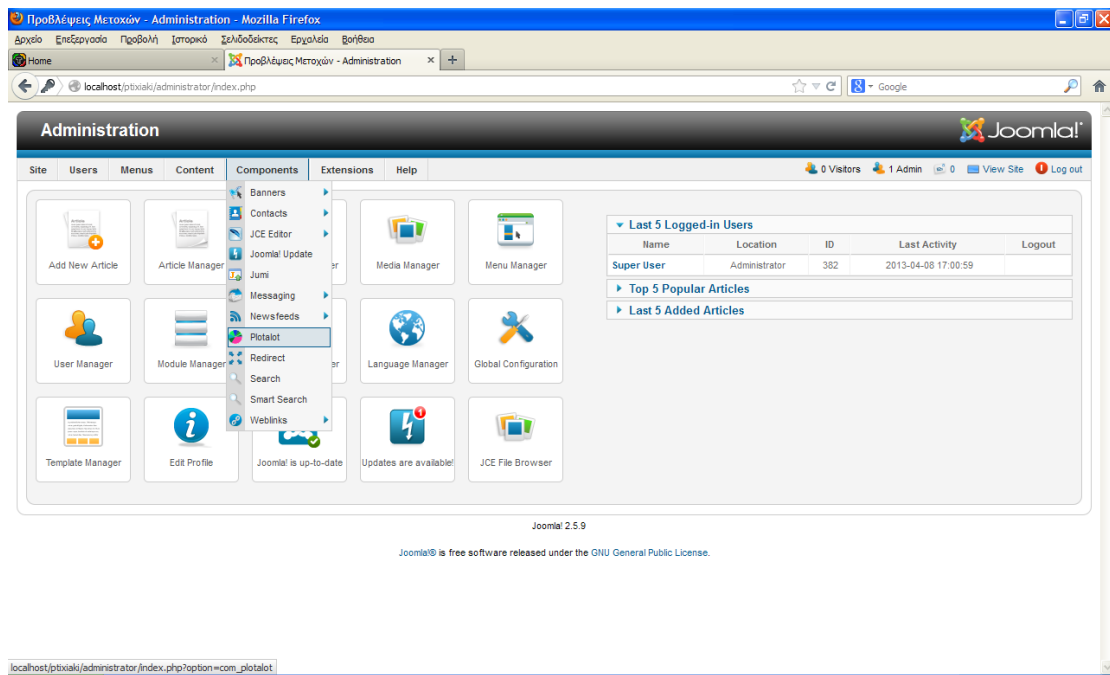 Προβλέψεις Μετοχών - Administration - Mozilla Firefox
Αρχείο Επεξεργασία Προβολή Ιστορικό Σελιδοδείκτες Εργαλεία Βοήθεια
Home Προβλέψεις Μετοχών - Administration
localhost/ptixiaki/administrator/index.php Google
Administration Joomla!
Site Users Menus Content Components Extensions Help 0 Visitors 1 Admin 0 View Site Log out
Banners
Contacts
JCE Editor
Joomla! Update
Jumi
Messaging
Newsfeeds
Plotalot
Redirect
Search
Smart Search
Weblinks
Add New Article Article Manager er Media Manager Menu Manager
User Manager Module Manager er Language Manager Global Configuration
Template Manager Edit Profile Joomla! is up-to-date Updates are available! JCE File Browser
1
Last 5 Logged-in Users
Name Location ID Last Activity Logout
Super User Administrator 382 2013-04-08 17:00:59
Top 5 Popular Articles
Last 5 Added Articles
Joomla! 2.5.9
Joomla!® is free software released under the GNU General Public License.
localhost/ptixiaki/administrator/index.php?option=com_plotalot